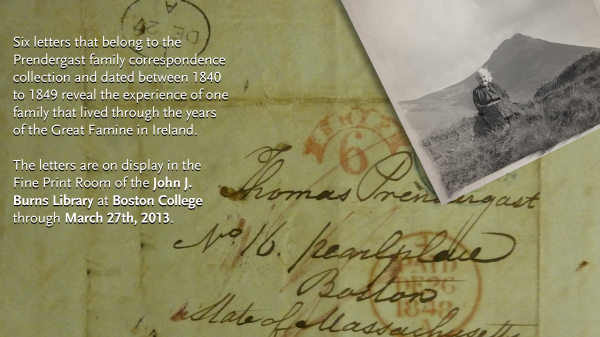 Six letters that belong to the
Prendergast family correspondence
collection and dated between 1840
to 1849 reveal the experience of one
family that lived through the years
of the Great Famine in Ireland.
The letters are on display in the
Fine Print Room of the John J.
Burns Library at Boston College
through March 27th, 2013.
6
Thomas Prendergast
No 16. pearl place
Boston
State of Massachusetts
PAID
DE 26
1848